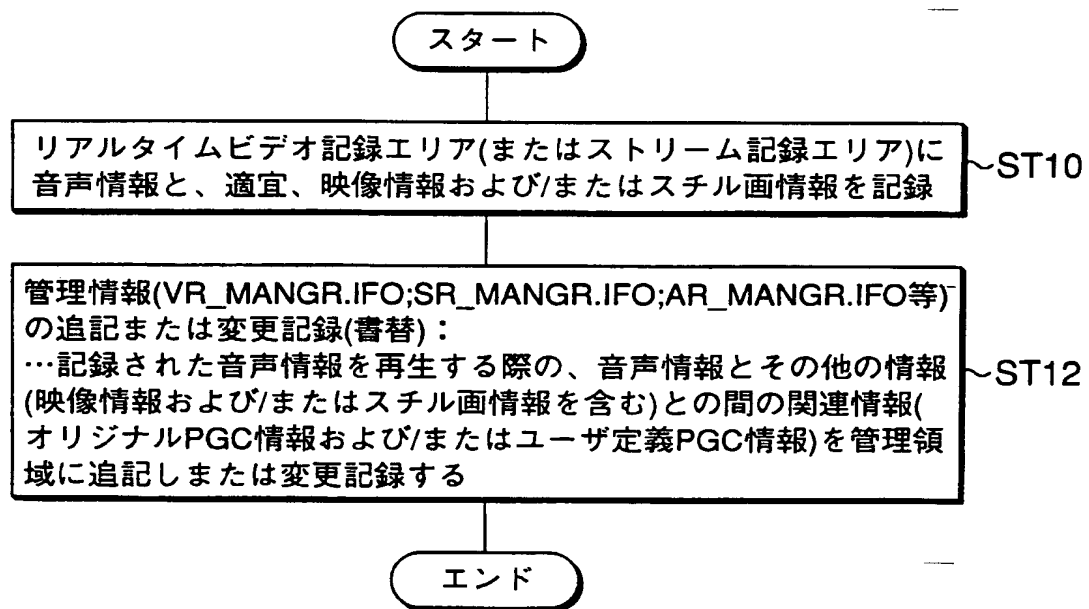 スタート
リアルタイムビデオ記録エリア(またはストリーム記録エリア)に
音声情報と、適宜、映像情報および/またはスチル画情報を記録
~ST10
管理情報(VR_MANGR.IFO;SR_MANGR.IFO;AR_MANGR.IFO等)
の追記または変更記録(書替)：
…記録された音声情報を再生する際の、音声情報とその他の情報
(映像情報および/またはスチル画情報を含む)との間の関連情報(
オリジナルPGC情報および/またはユーザ定義PGC情報)を管理領
域に追記しまたは変更記録する
~ST12
エンド